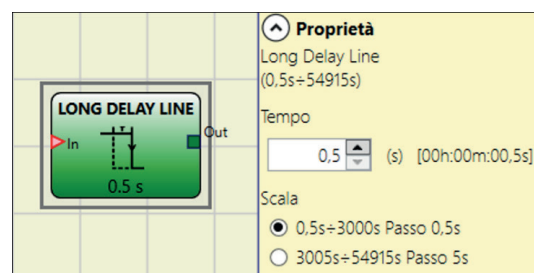 LONG DELAY LINE
In
Out
0.5 s
Proprietà
Long Delay Line
(0,5s÷54915s)
Tempo
0,5 (s) [00h:00m:00,5s]
Scala
0,5s÷3000s Passo 0,5s
3005s÷54915s Passo 5s